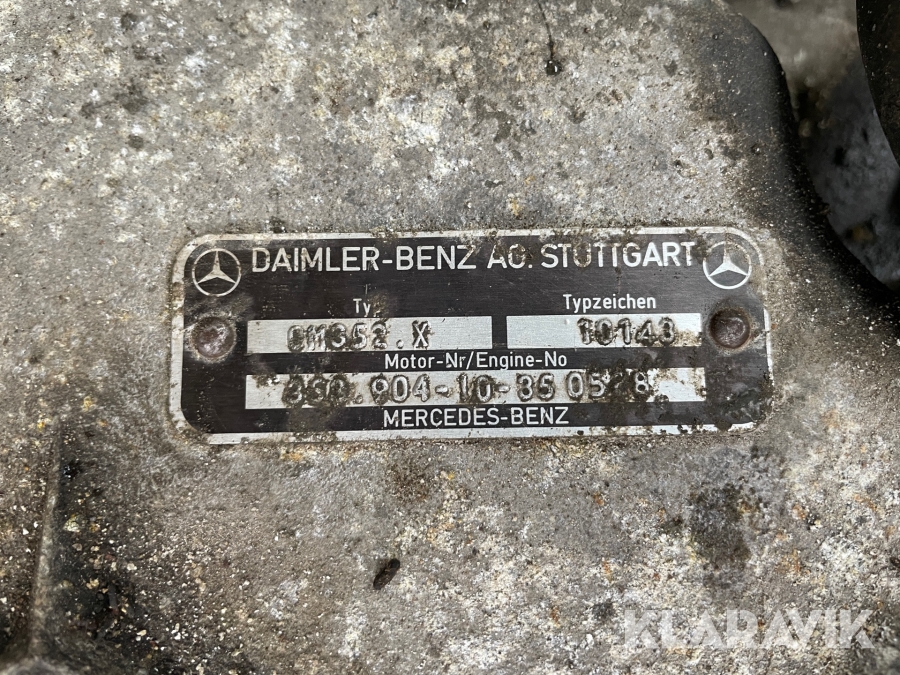 DAIMLER-BENZ AG. STUTTGART
Typ
Typzeichen
OM352.X
10143
Motor-Nr/Engine-No
MERCEDES-BENZ
KLARAVIK